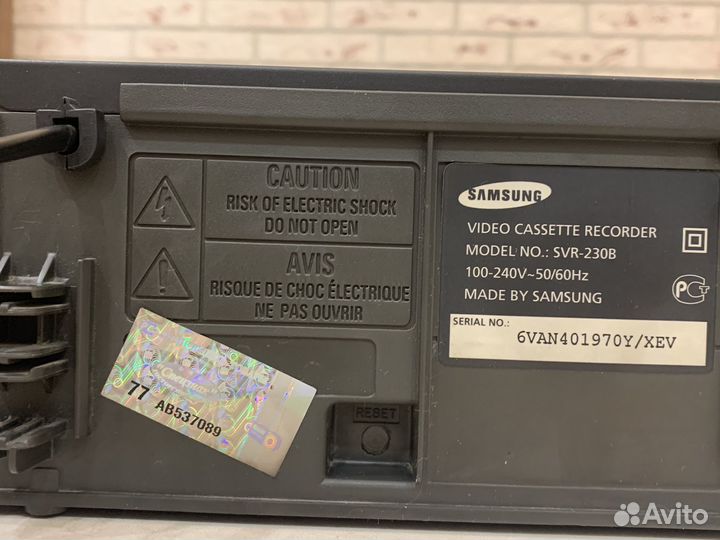 CAUTION
RISK OF ELECTRIC SHOCK
DO NOT OPEN
AVIS
RISQUE DE CHOC ÉLECTRIQUE
NE PAS OUVRIR
SAMSUNG
VIDEO CASSETTE RECORDER
MODEL NO.: SVR-230B
100-240V~50/60Hz
MADE BY SAMSUNG
SERIAL NO.:
6VAN401970Y/XEV
77 AB537089
RESET
Avito